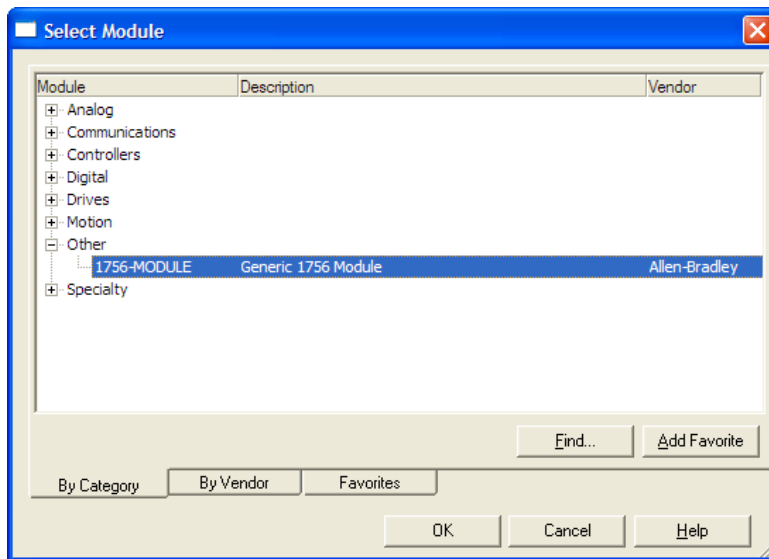 Select Module
Module Description Vendor
Analog
Communications
Controllers
Digital
Drives
Motion
Other
1756-MODULE Generic 1756 Module Allen-Bradley
Specialty
Find... Add Favorite
By Category By Vendor Favorites
OK Cancel Help